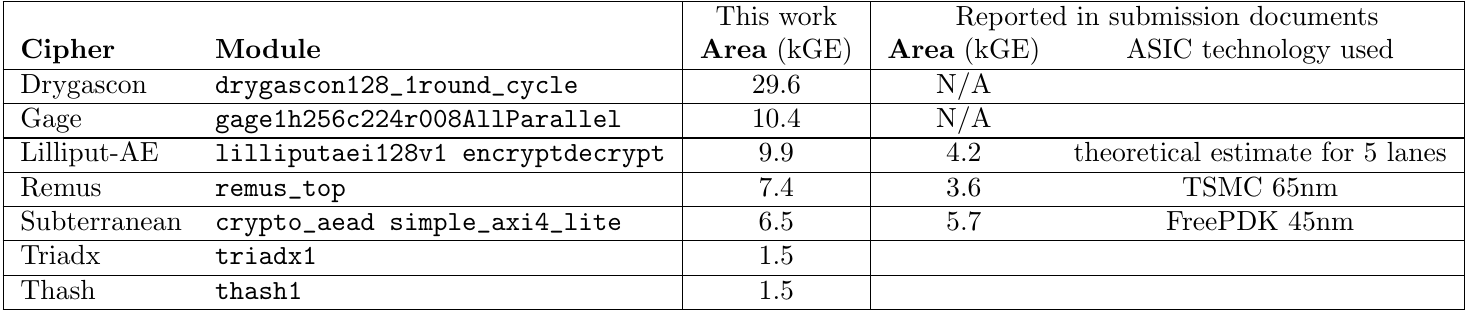 This work Reported in submission documents
Cipher Module Area (kGE) Area (kGE) ASIC technology used
Drygascon drygascon128_1round_cycle 29.6 N/A
Gage gage1h256c224r008AllParallel 10.4 N/A
Lilliput-AE lilliputaei128v1 encryptdecrypt 9.9 4.2 theoretical estimate for 5 lanes
Remus remus_top 7.4 3.6 TSMC 65nm
Subterranean crypto_aead simple_axi4_lite 6.5 5.7 FreePDK 45nm
Triadx triadx1 1.5
Thash thash1 1.5